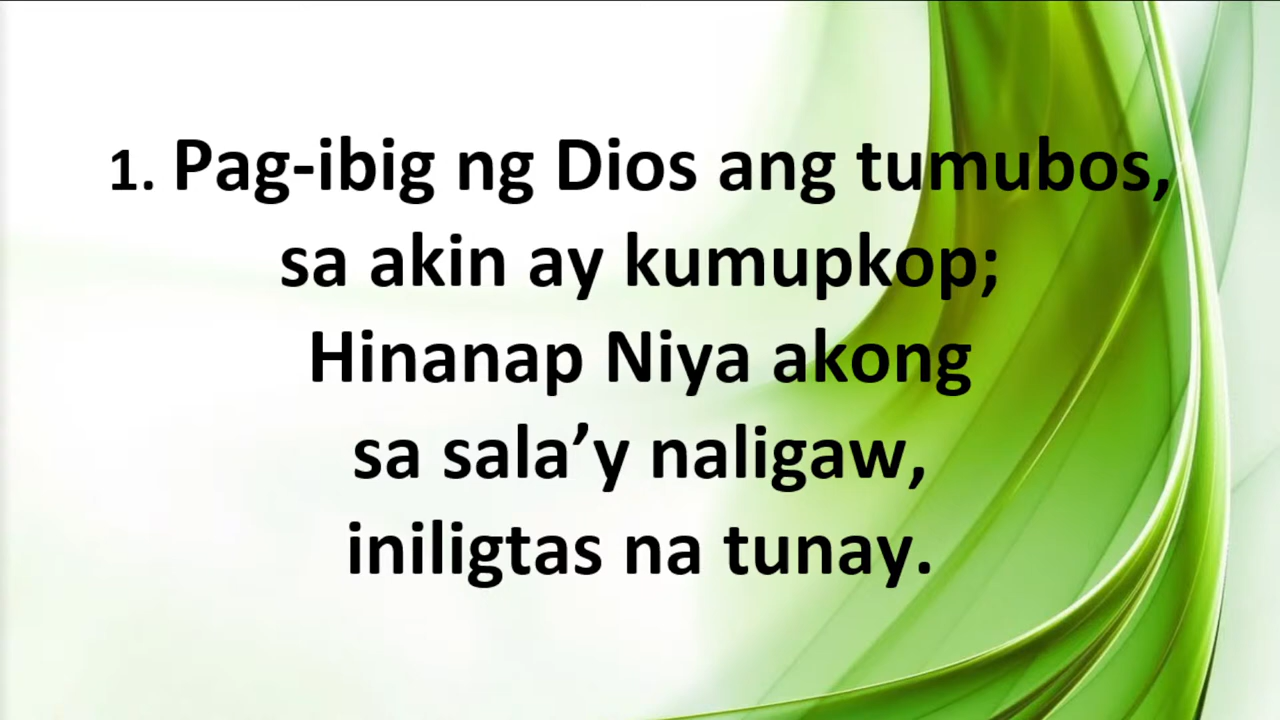 1. Pag-ibig ng Dios ang tumubos,
sa akin ay kumupkop;
Hinanap Niya akong
sa sala’y naligaw,
iniligtas na tunay.